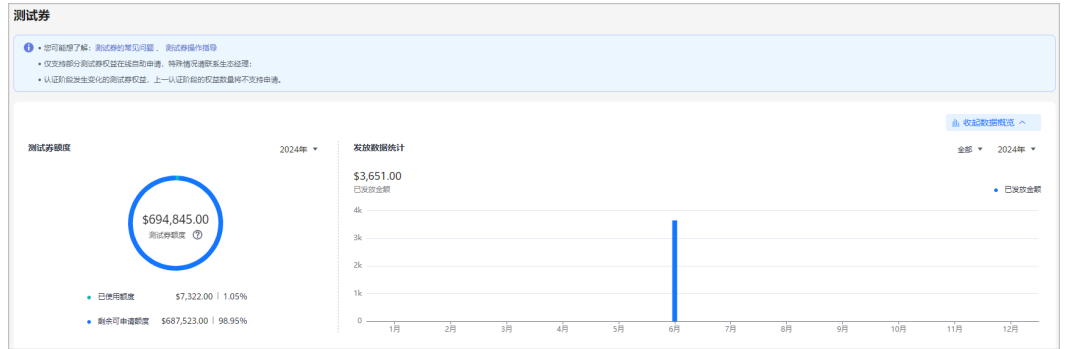 测试券
• 您可能想了解：测试券的常见问题 、 测试券操作指导
• 仅支持部分测试券权益在线自助申请，特殊情况请联系生态经理；
• 认证阶段发生变化的测试券权益，上一认证阶段的权益数量将不支持申请。
收起数据概览
测试券额度
2024年
$694,845.00
测试券额度
• 已使用额度 $7,322.00 | 1.05%
• 剩余可申请额度 $687,523.00 | 98.95%
发放数据统计
全部 2024年
$3,651.00
已发放金额
• 已发放金额
4k
3k
2k
1k
0
1月 2月 3月 4月 5月 6月 7月 8月 9月 10月 11月 12月